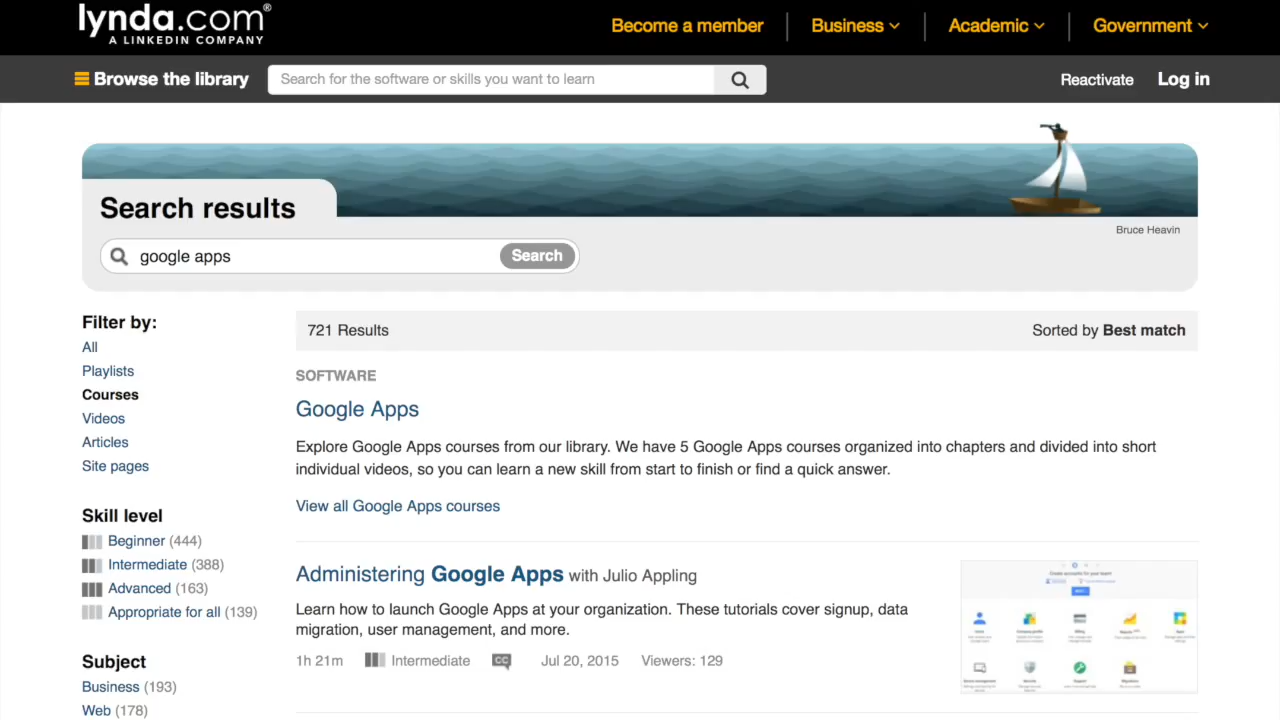 lynda.com®
A LINKEDIN COMPANY
Become a member
Business
Academic
Government
Browse the library
Search for the software or skills you want to learn
Reactivate
Log in
Search results
Bruce Heavin
google apps
Search
Filter by:
All
Playlists
Courses
Videos
Articles
Site pages
Skill level
Beginner (444)
Intermediate (388)
Advanced (163)
Appropriate for all (139)
Subject
Business (193)
Web (178)
721 Results
Sorted by Best match
SOFTWARE
Google Apps
Explore Google Apps courses from our library. We have 5 Google Apps courses organized into chapters and divided into short
individual videos, so you can learn a new skill from start to finish or find a quick answer.
View all Google Apps courses
Administering Google Apps with Julio Appling
Learn how to launch Google Apps at your organization. These tutorials cover signup, data
migration, user management, and more.
1h 21m Intermediate CC Jul 20, 2015 Viewers: 129